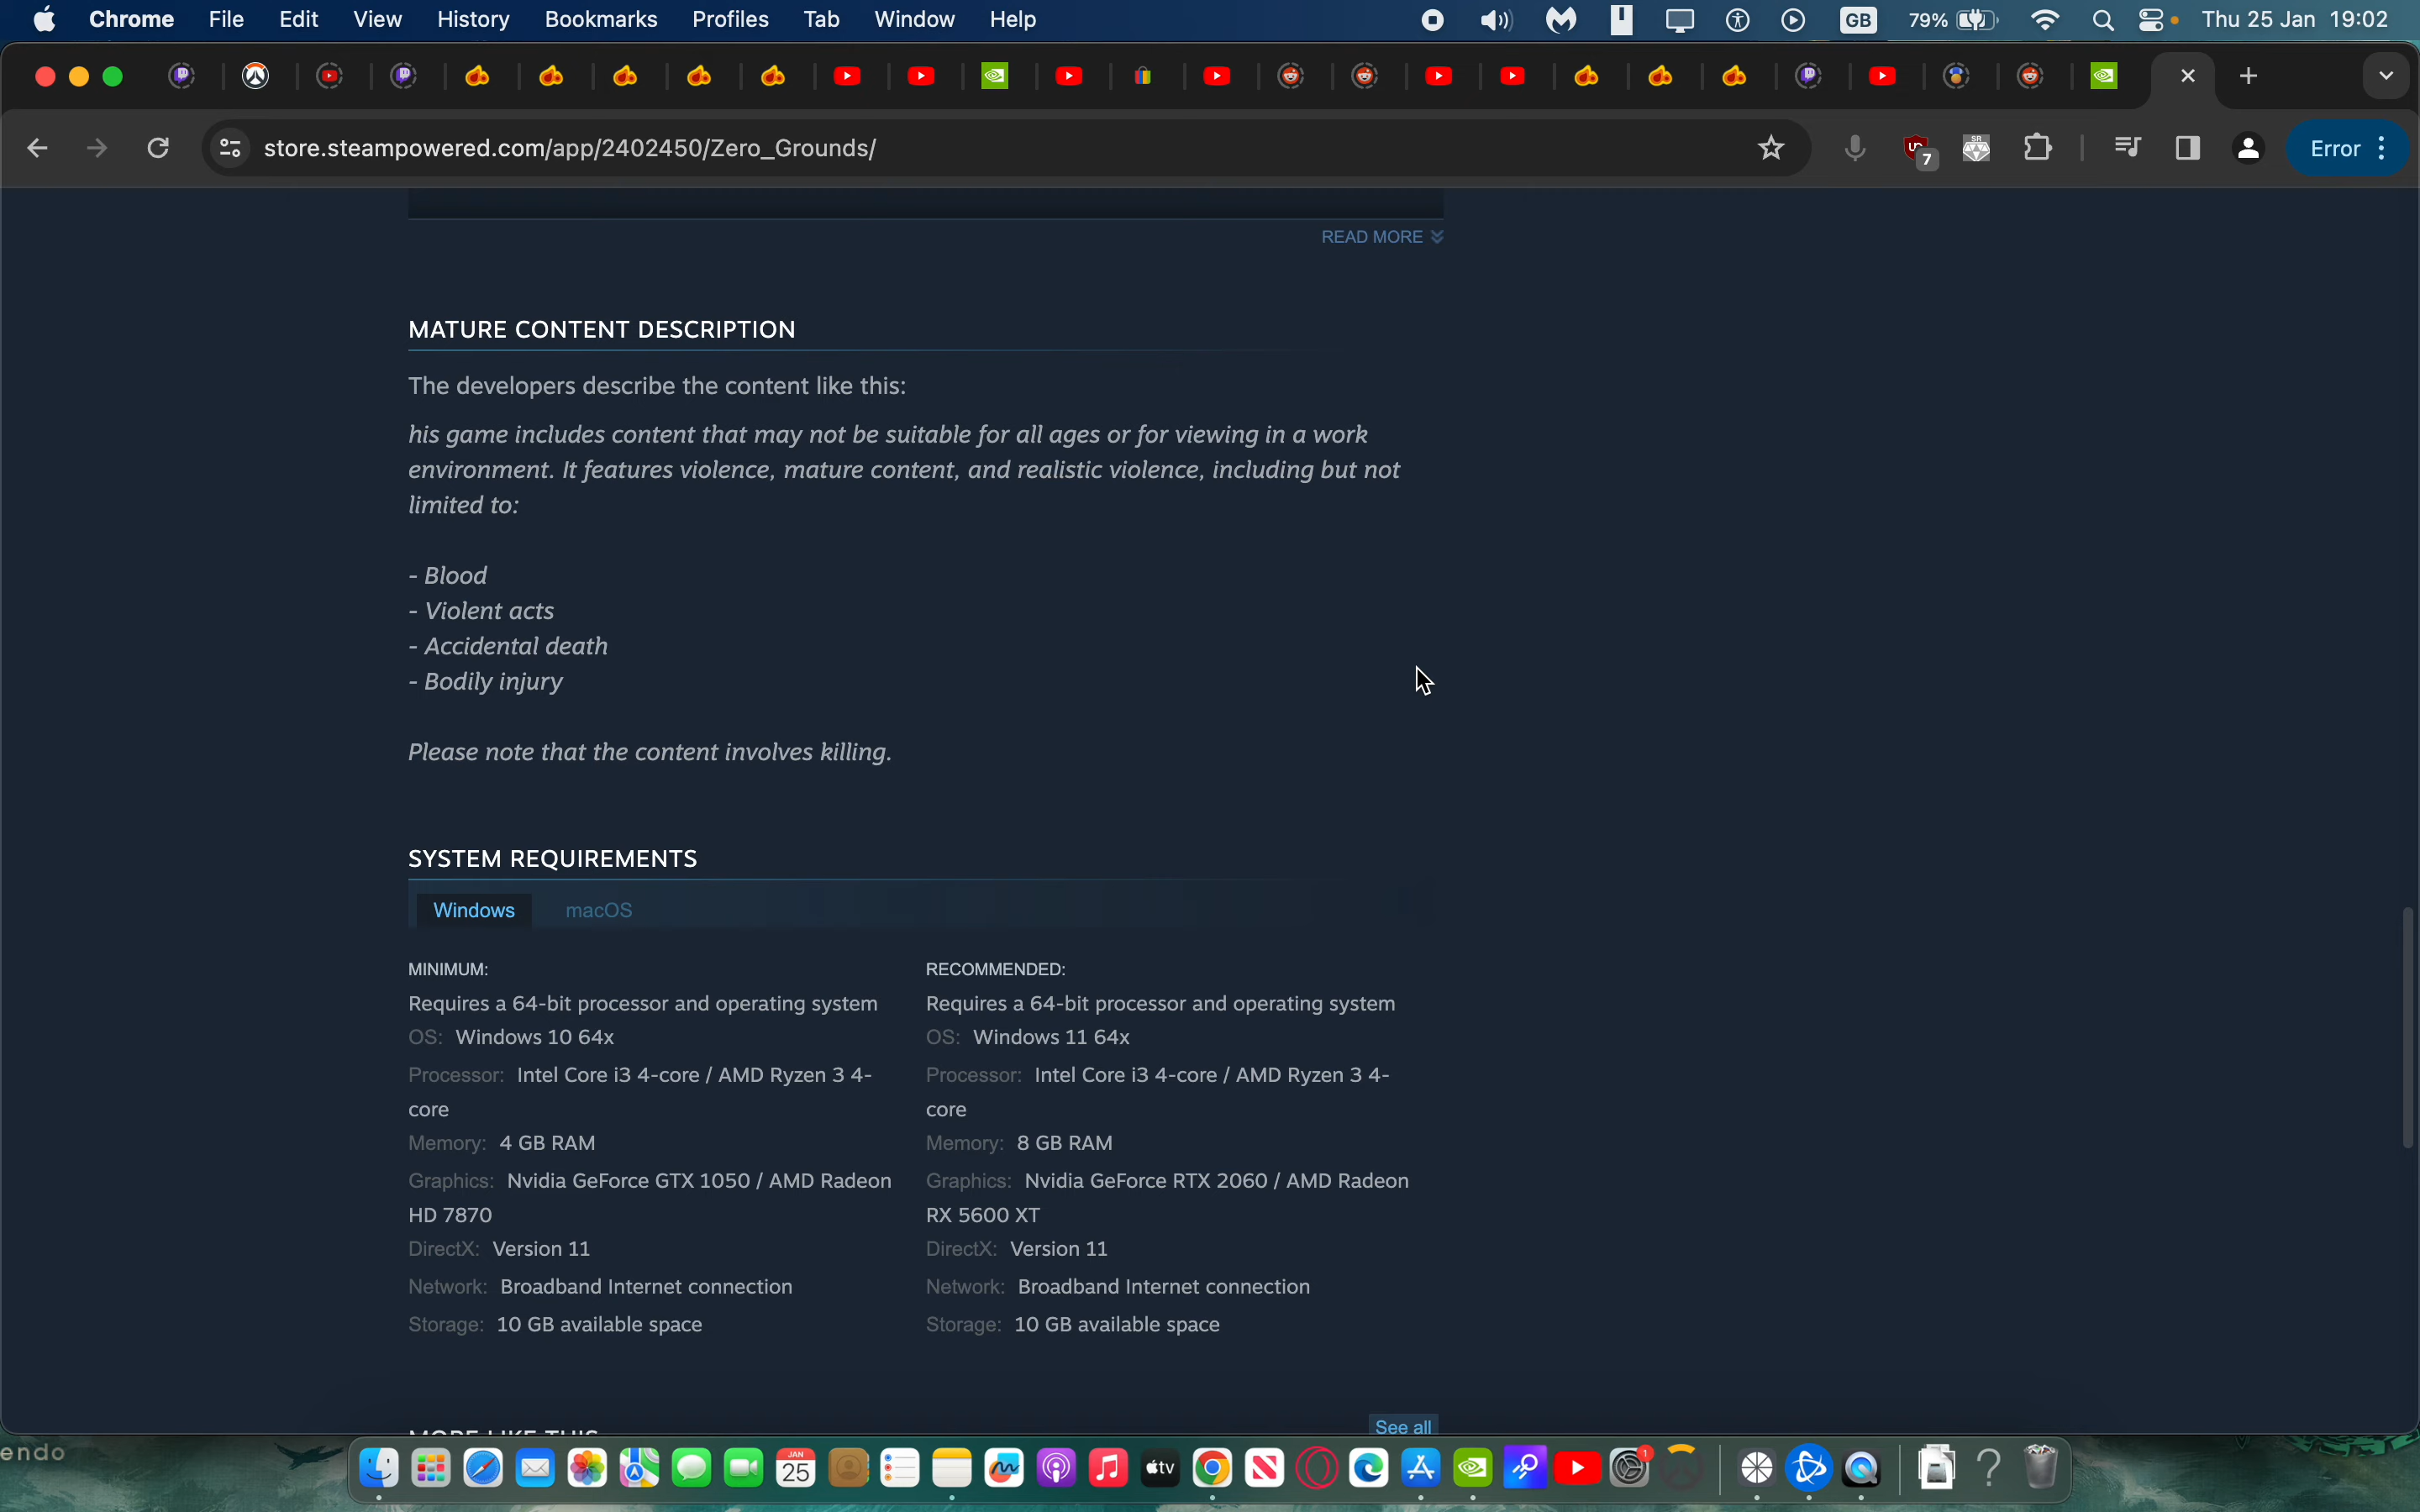 Chrome File Edit View History Bookmarks Profiles Tab Window Help GB 79% Thu 25 Jan 19:02
store.steampowered.com/app/2402450/Zero_Grounds/ 7 Error
READ MORE
MATURE CONTENT DESCRIPTION
The developers describe the content like this:
his game includes content that may not be suitable for all ages or for viewing in a work
environment. It features violence, mature content, and realistic violence, including but not
limited to:
- Blood
- Violent acts
- Accidental death
- Bodily injury
Please note that the content involves killing.
SYSTEM REQUIREMENTS
Windows macOS
MINIMUM:
Requires a 64-bit processor and operating system
OS: Windows 10 64x
Processor: Intel Core i3 4-core / AMD Ryzen 3 4-
core
Memory: 4 GB RAM
Graphics: Nvidia GeForce GTX 1050 / AMD Radeon
HD 7870
DirectX: Version 11
Network: Broadband Internet connection
Storage: 10 GB available space
RECOMMENDED:
Requires a 64-bit processor and operating system
OS: Windows 11 64x
Processor: Intel Core i3 4-core / AMD Ryzen 3 4-
core
Memory: 8 GB RAM
Graphics: Nvidia GeForce RTX 2060 / AMD Radeon
RX 5600 XT
DirectX: Version 11
Network: Broadband Internet connection
Storage: 10 GB available space
MORE LIKE THIS
See all
endo
JAN
25
tv
1